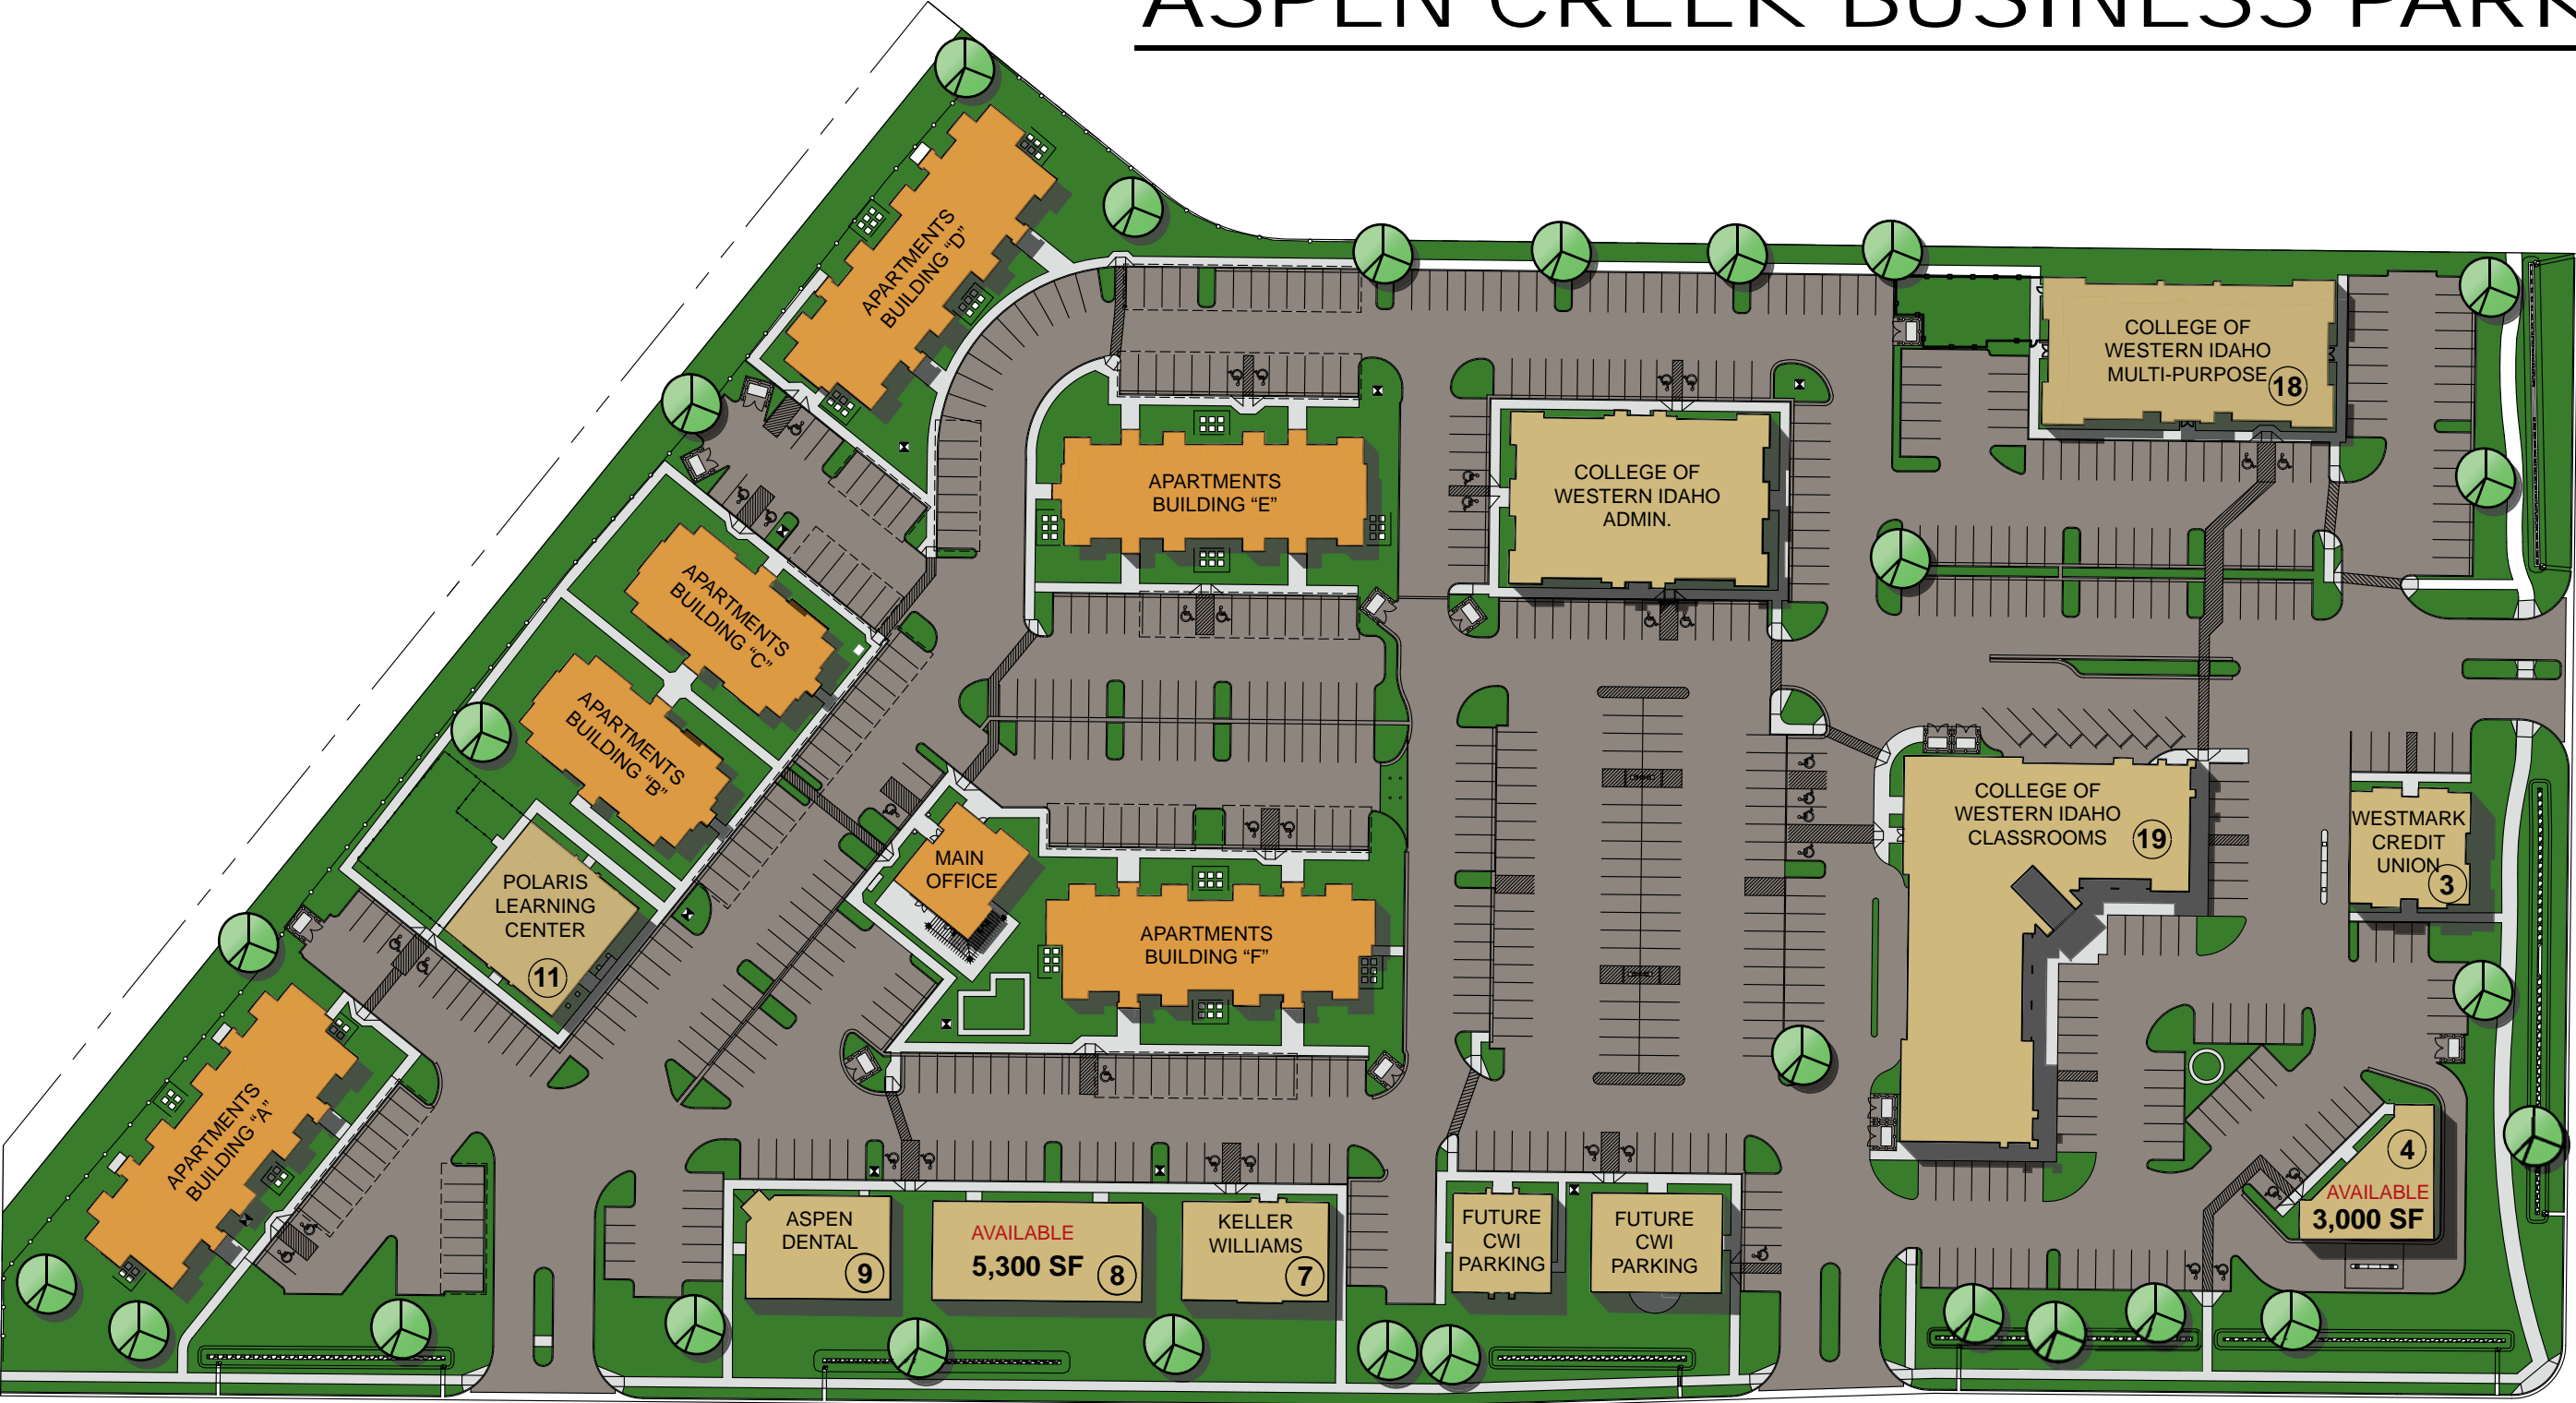 ASPEN CREEK BUSINESS PARK
APARTMENTS
BUILDING “D”
COLLEGE OF
WESTERN IDAHO
MULTI-PURPOSE
18
APARTMENTS
BUILDING “E”
COLLEGE OF
WESTERN IDAHO
ADMIN.
APARTMENTS
BUILDING “C”
APARTMENTS
BUILDING “B”
COLLEGE OF
WESTERN IDAHO
CLASSROOMS
19
WESTMARK
CREDIT
UNION
3
MAIN
OFFICE
POLARIS
LEARNING
CENTER
11
APARTMENTS
BUILDING “F”
APARTMENTS
BUILDING “A”
4
AVAILABLE
3,000 SF
ASPEN
DENTAL
9
AVAILABLE
5,300 SF
8
KELLER
WILLIAMS
7
FUTURE
CWI
PARKING
FUTURE
CWI
PARKING